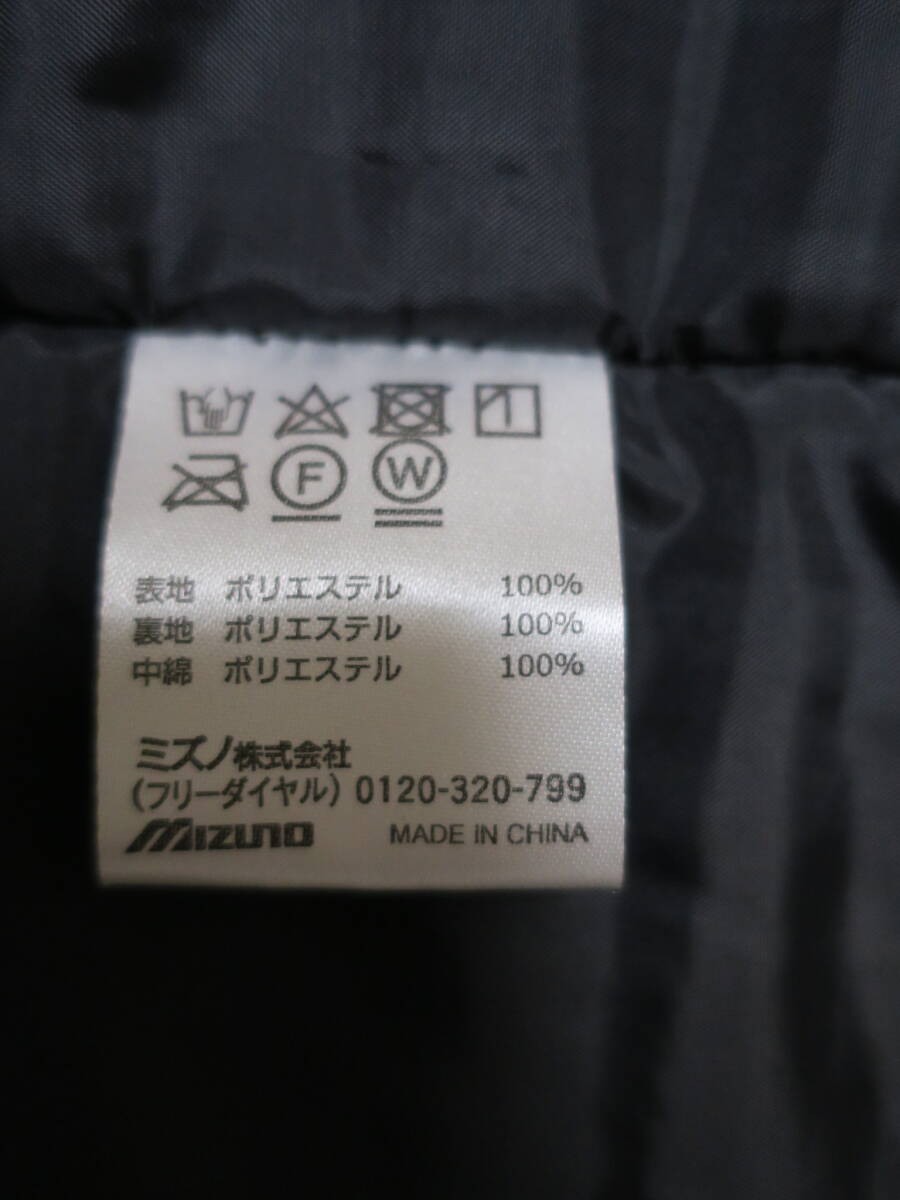 F W
表地 ポリエステル 100%
裏地 ポリエステル 100%
中綿 ポリエステル 100%
ミズノ株式会社
(フリーダイヤル) 0120-320-799
MIZUNO MADE IN CHINA